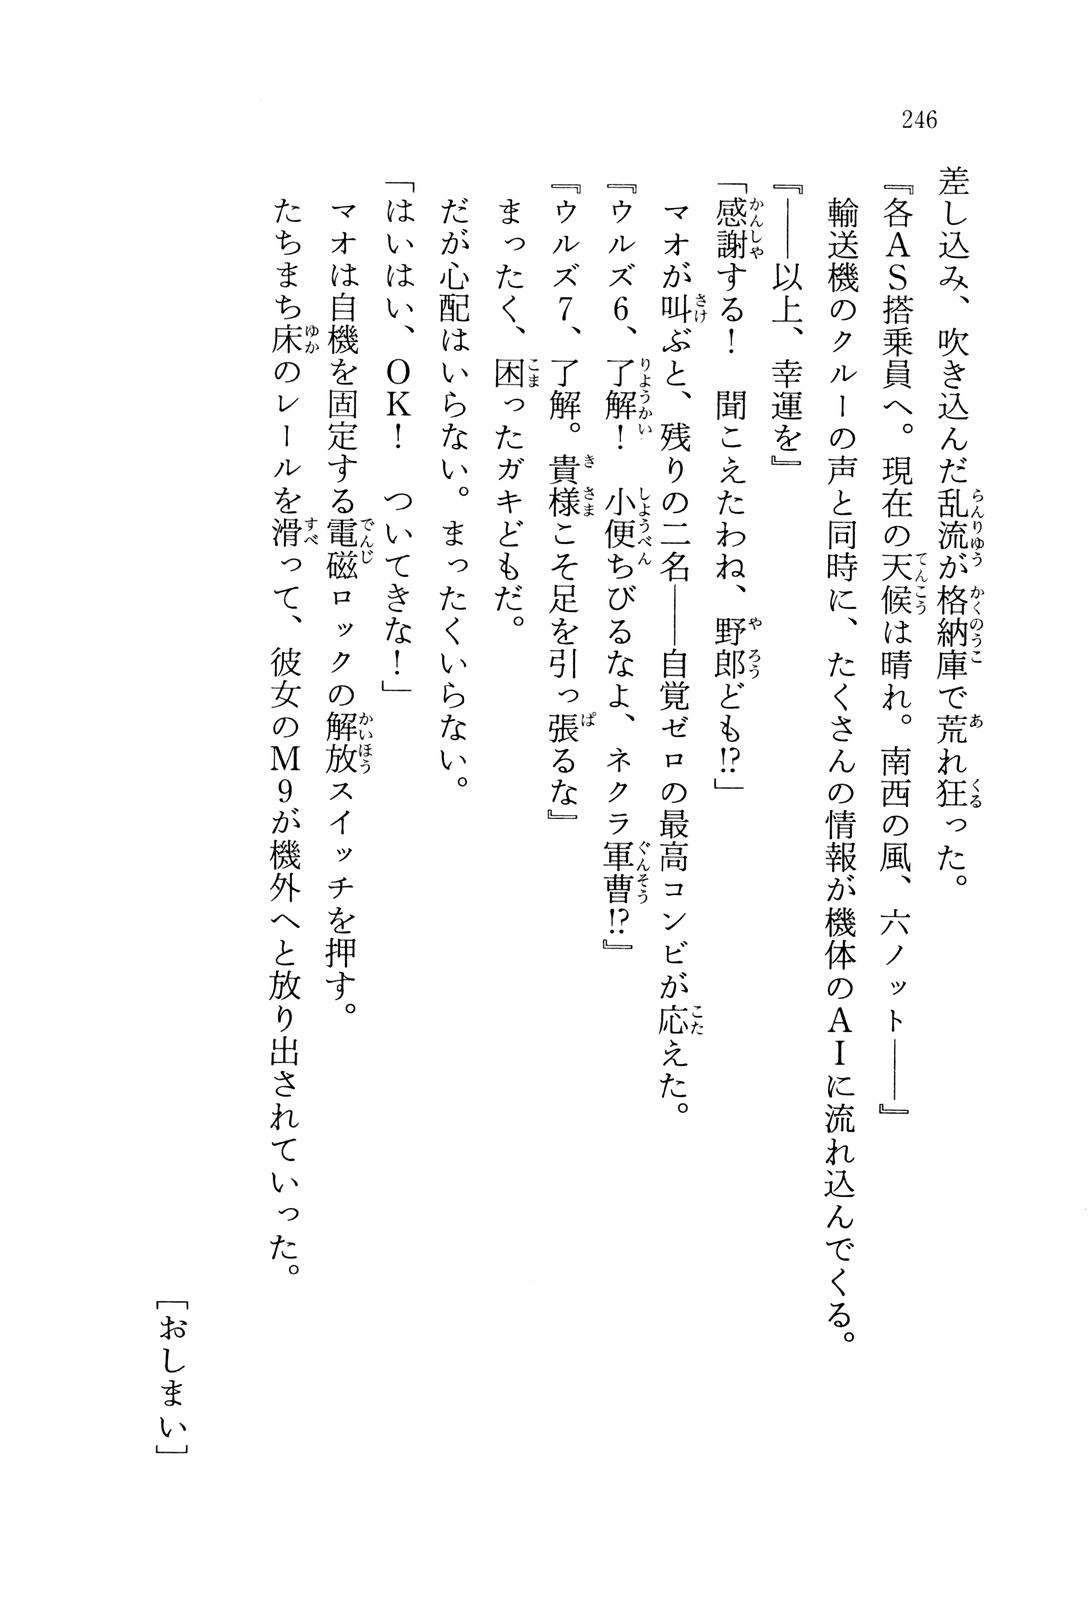 246
差し込み、吹き込んだ乱流が格納庫で荒れ狂った。
『各AS搭乗員へ。現在の天候は晴れ。南西の風、六ノット――』
輸送機のクルーの声と同時に、たくさんの情報が機体のAIに流れ込んでくる。
『――以上、幸運を』
「感謝する！　聞こえたわね、野郎ども!?」
マオが叫ぶと、残りの二名――自覚ゼロの最高コンビが応えた。
『ウルズ6、了解！　小便ちびるなよ、ネクラ軍曹!?』
『ウルズ7、了解。貴様こそ足を引っ張るな』
まったく、困ったガキどもだ。
だが心配はいらない。まったくいらない。
「はいはい、OK！　ついてきな！」
マオは自機を固定する電磁ロックの解放スイッチを押す。
たちまち床のレールを滑って、彼女のM9が機外へと放り出されていった。
［おしまい］